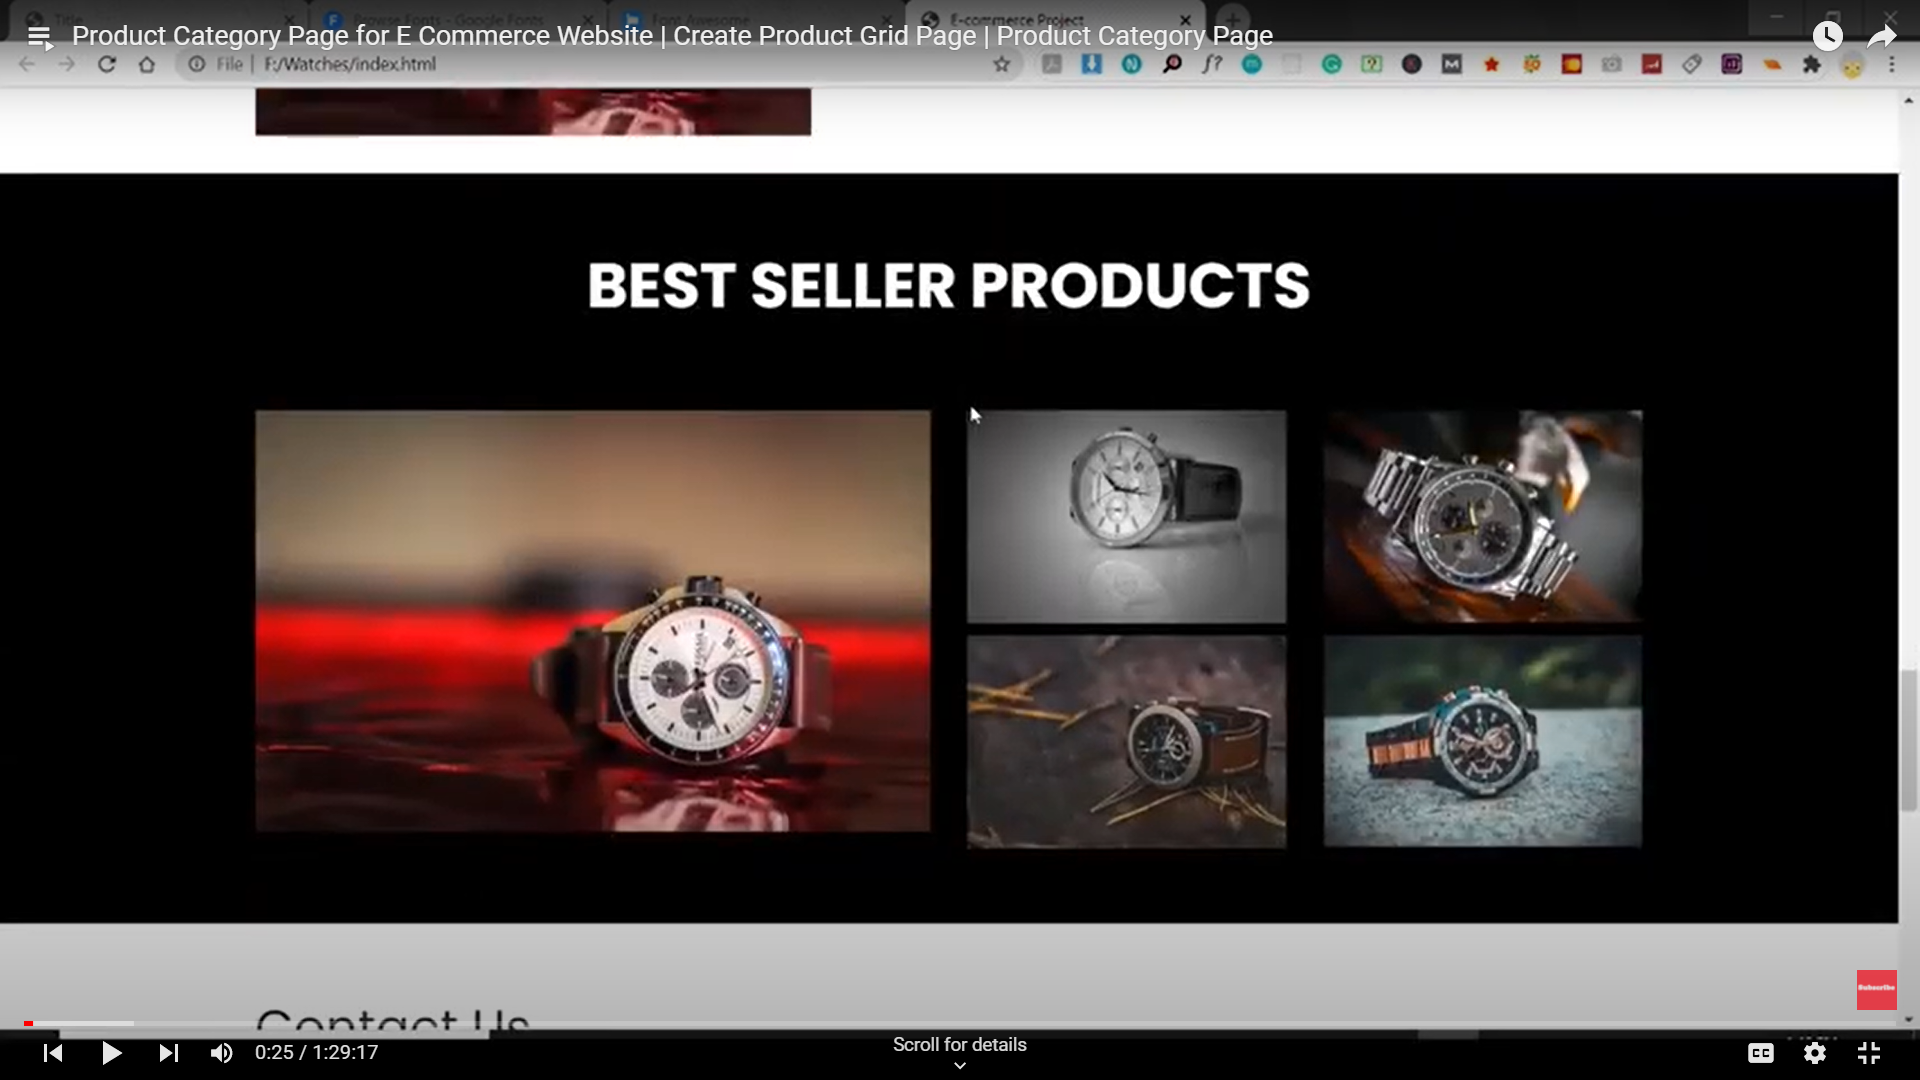 Title
Browse Fonts - Google Fonts
Font Awesome
E-commerce Project
Product Category Page for E Commerce Website | Create Product Grid Page | Product Category Page
File | F:/Watches/index.html
BEST SELLER PRODUCTS
Contact Us
Subscribe
0:25 / 1:29:17
Scroll for details
CC